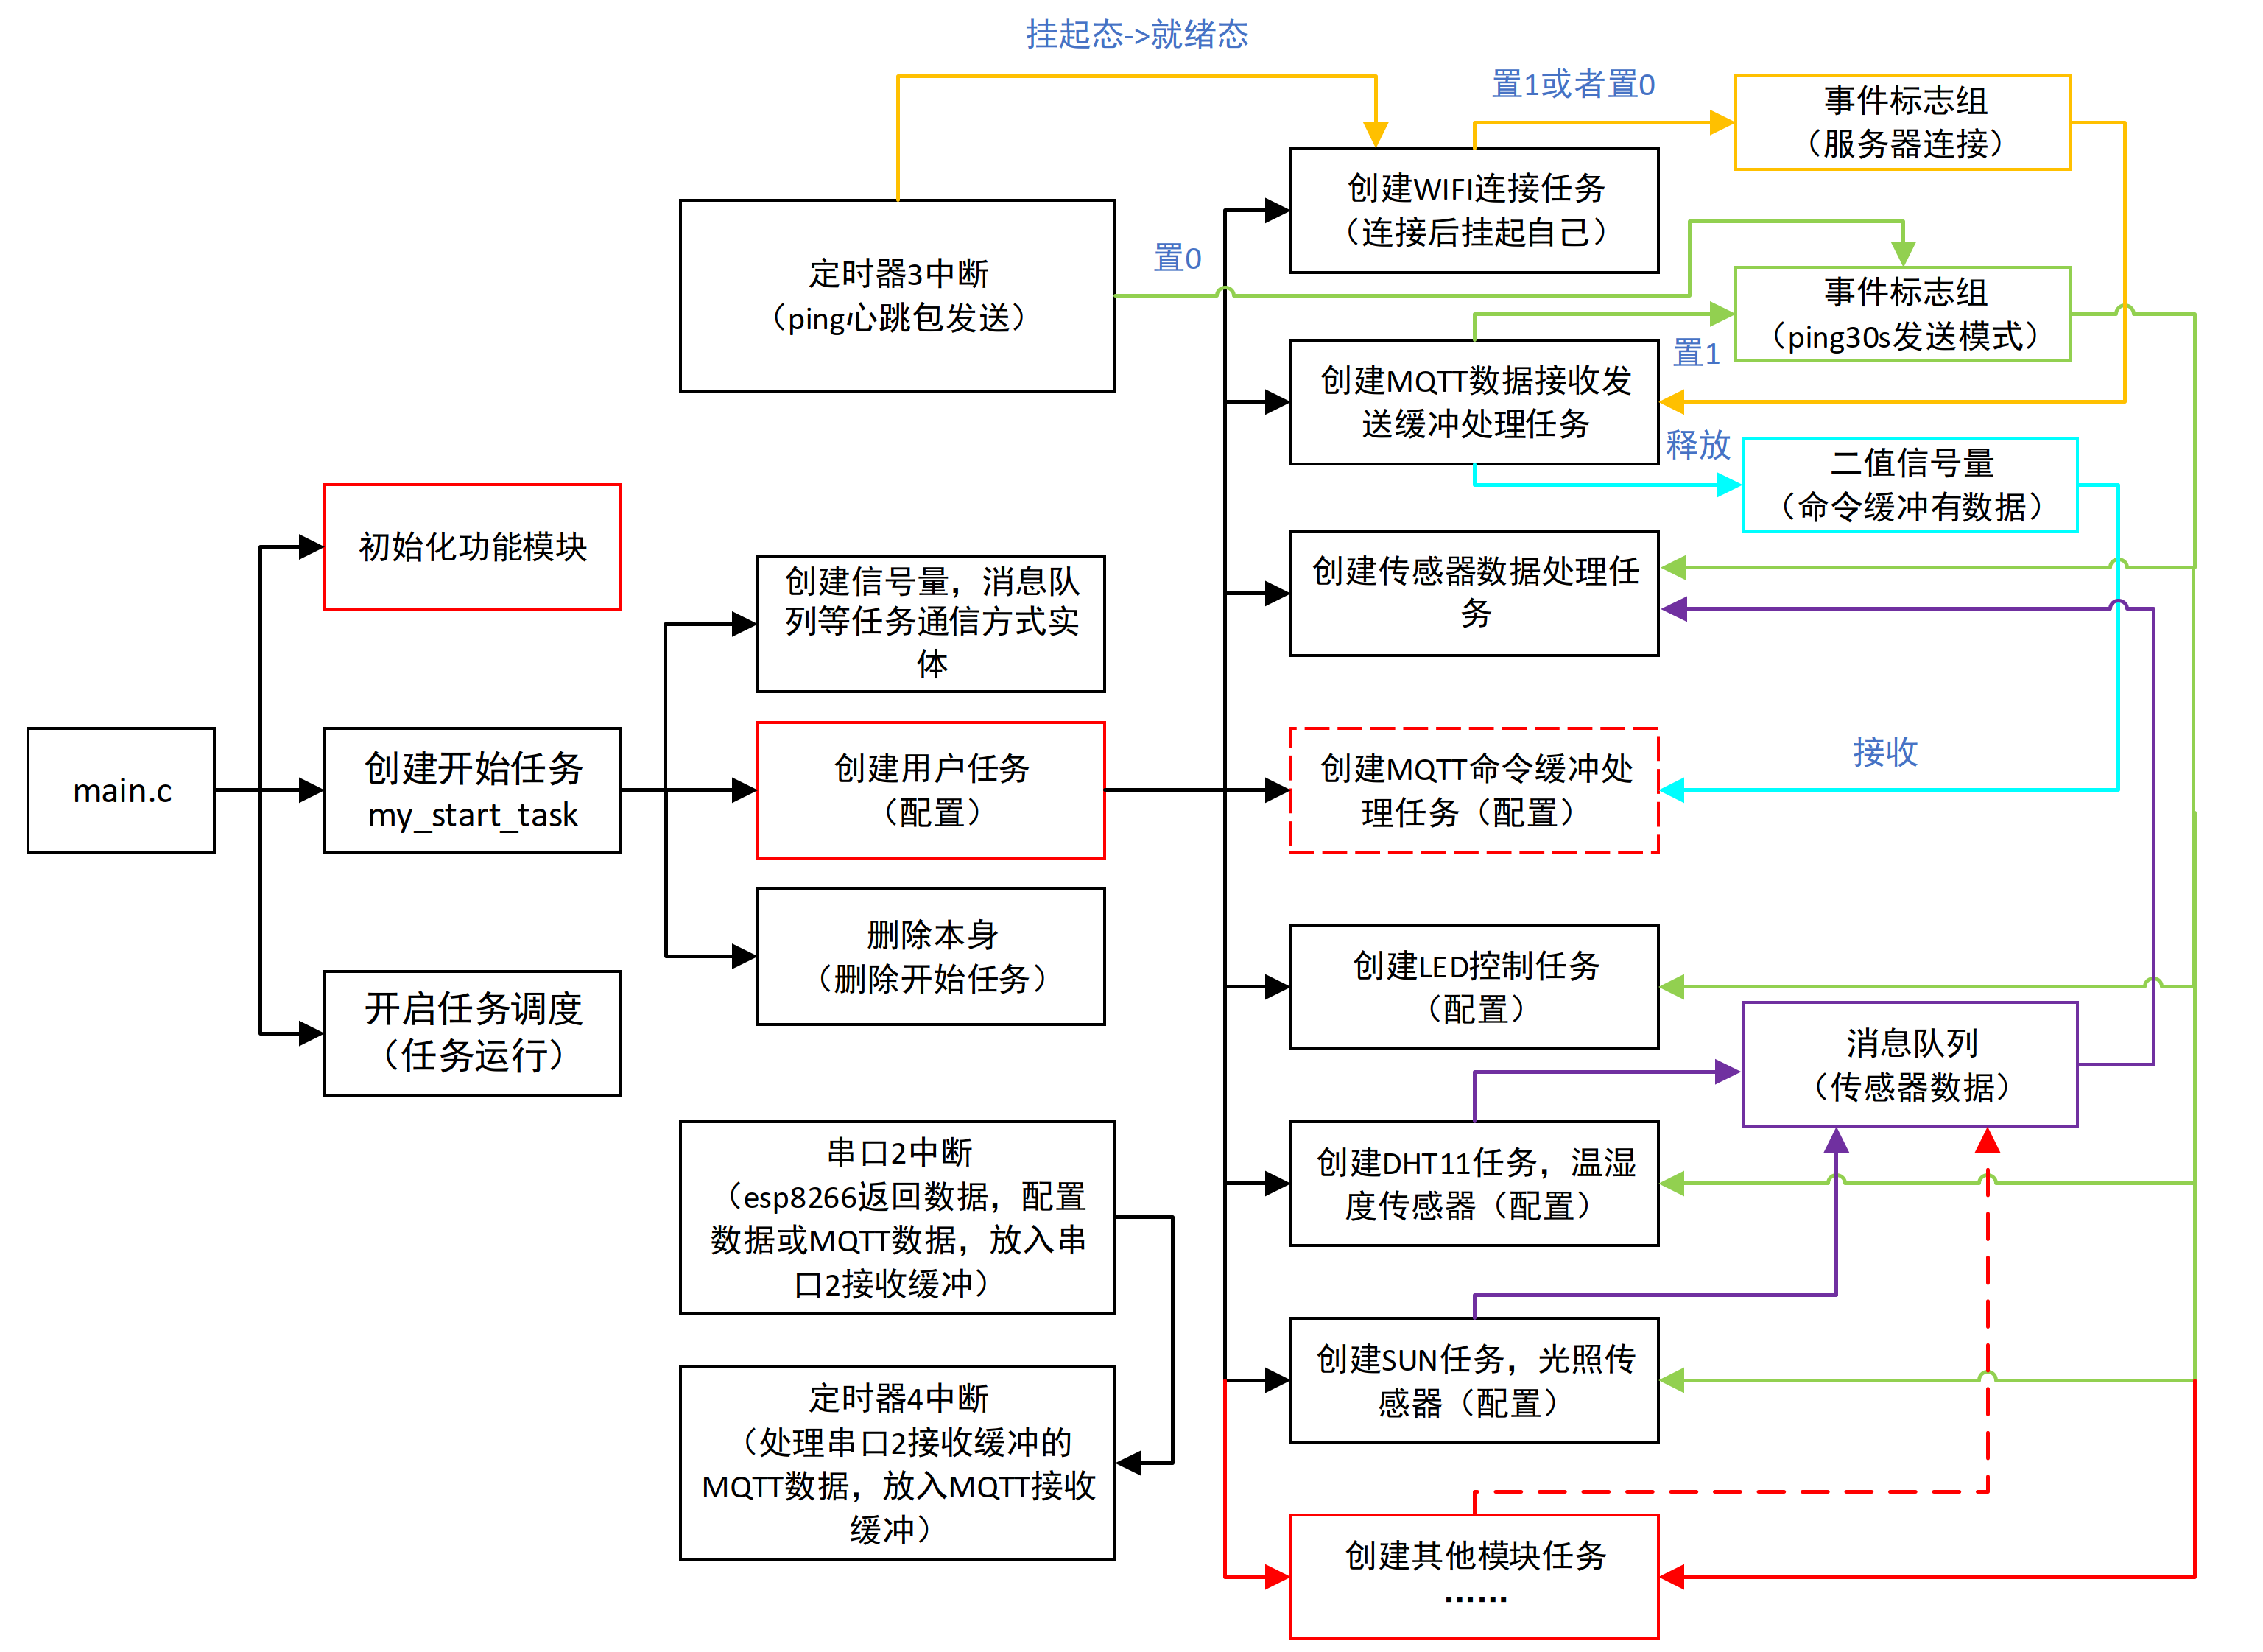 挂起态->就绪态
置1或者置0
事件标志组
（服务器连接）
创建WIFI连接任务
（连接后挂起自己）
定时器3中断
（ping心跳包发送）
置0
事件标志组
（ping30s发送模式）
置1
创建MQTT数据接收发
送缓冲处理任务
释放
二值信号量
（命令缓冲有数据）
初始化功能模块
创建信号量，消息队
列等任务通信方式实
体
创建传感器数据处理任
务
main.c
创建开始任务
my_start_task
创建用户任务
（配置）
创建MQTT命令缓冲处
理任务（配置）
接收
删除本身
（删除开始任务）
创建LED控制任务
（配置）
开启任务调度
（任务运行）
消息队列
（传感器数据）
串口2中断
（esp8266返回数据，配置
数据或MQTT数据，放入串
口2接收缓冲）
创建DHT11任务，温湿
度传感器（配置）
定时器4中断
（处理串口2接收缓冲的
MQTT数据，放入MQTT接收
缓冲）
创建SUN任务，光照传
感器（配置）
创建其他模块任务
......